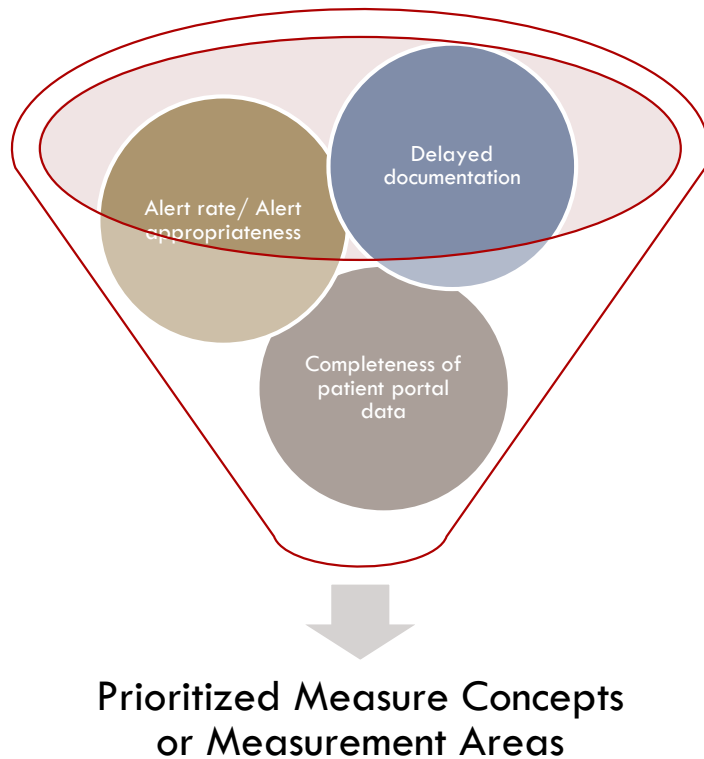 Delayed
documentation
Alert rate/ Alert
appropriateness
Completeness of
patient portal
data
Prioritized Measure Concepts
or Measurement Areas